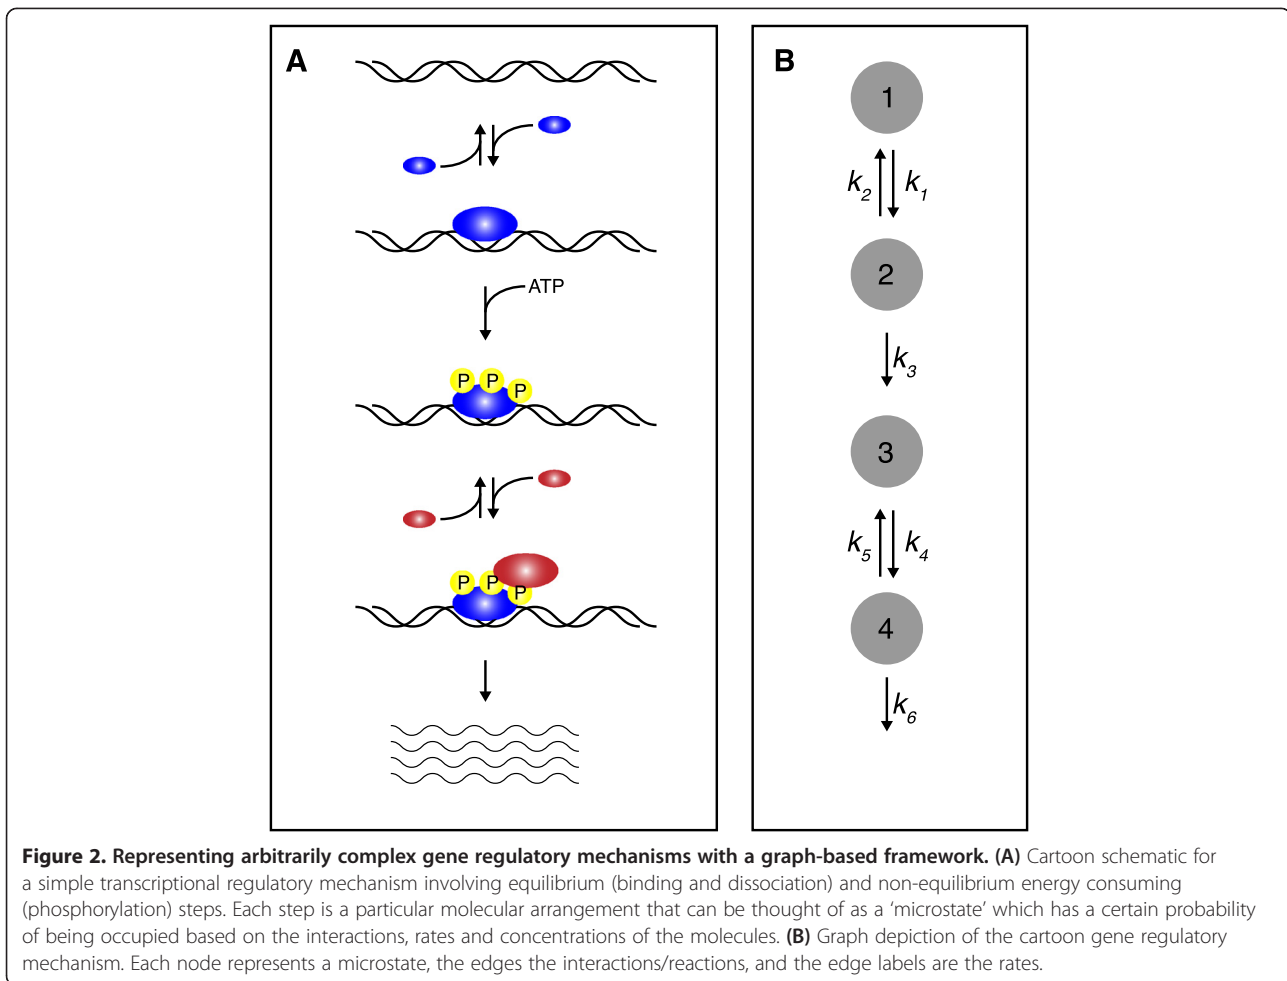 A
ATP
P P P
P P P
B
1
k2 k1
2
k3
3
k5 k4
4
k6
Figure 2. Representing arbitrarily complex gene regulatory mechanisms with a graph-based framework. (A) Cartoon schematic for
a simple transcriptional regulatory mechanism involving equilibrium (binding and dissociation) and non-equilibrium energy consuming
(phosphorylation) steps. Each step is a particular molecular arrangement that can be thought of as a ‘microstate’ which has a certain probability
of being occupied based on the interactions, rates and concentrations of the molecules. (B) Graph depiction of the cartoon gene regulatory
mechanism. Each node represents a microstate, the edges the interactions/reactions, and the edge labels are the rates.